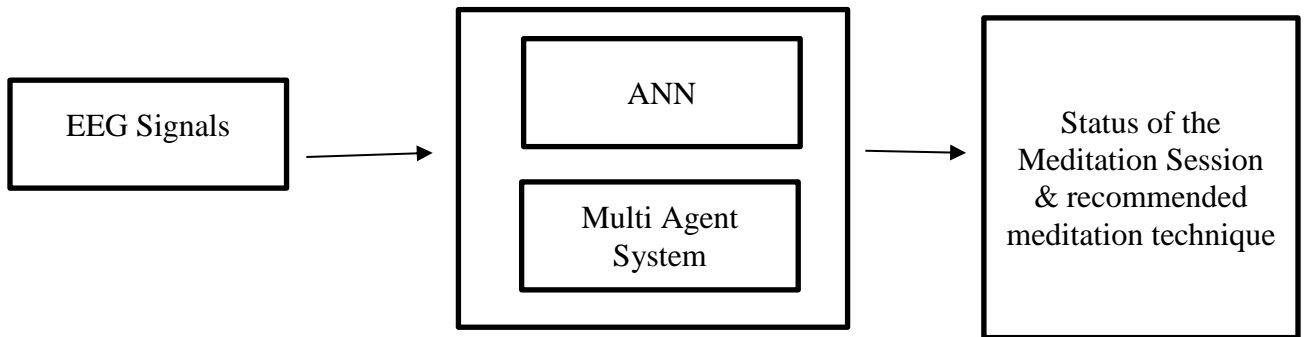 EEG Signals
ANN
Multi Agent
System
Status of the
Meditation Session
& recommended
meditation technique